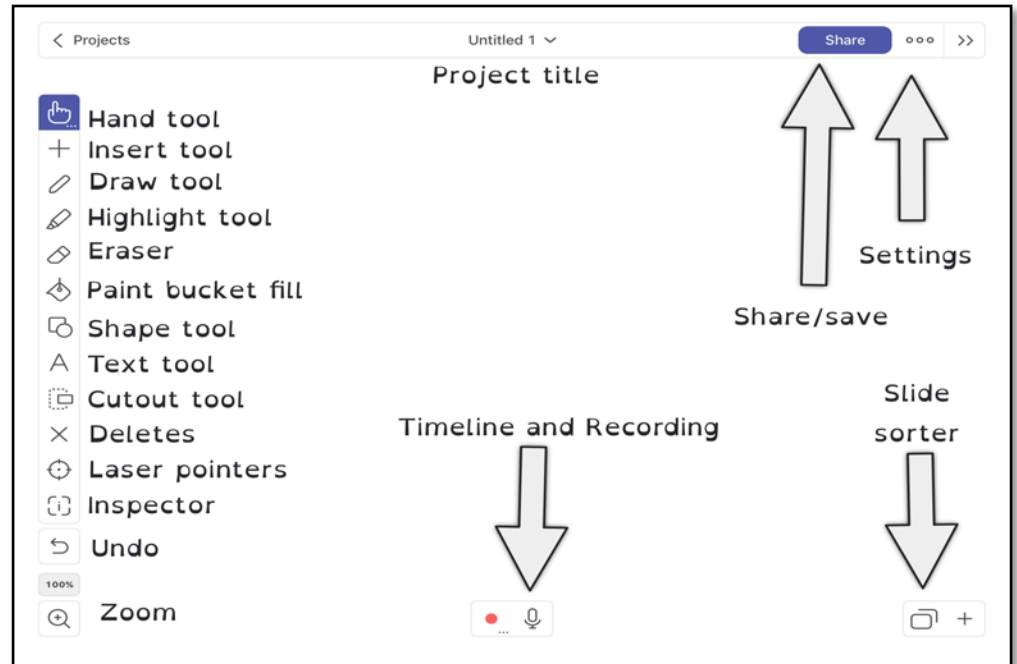 Projects
Untitled 1
Share
Project title
Hand tool
Insert tool
Draw tool
Highlight tool
Eraser
Paint bucket fill
Shape tool
Text tool
Cutout tool
Deletes
Laser pointers
Inspector
Undo
100%
Zoom
Settings
Share/save
Timeline and Recording
Slide
sorter